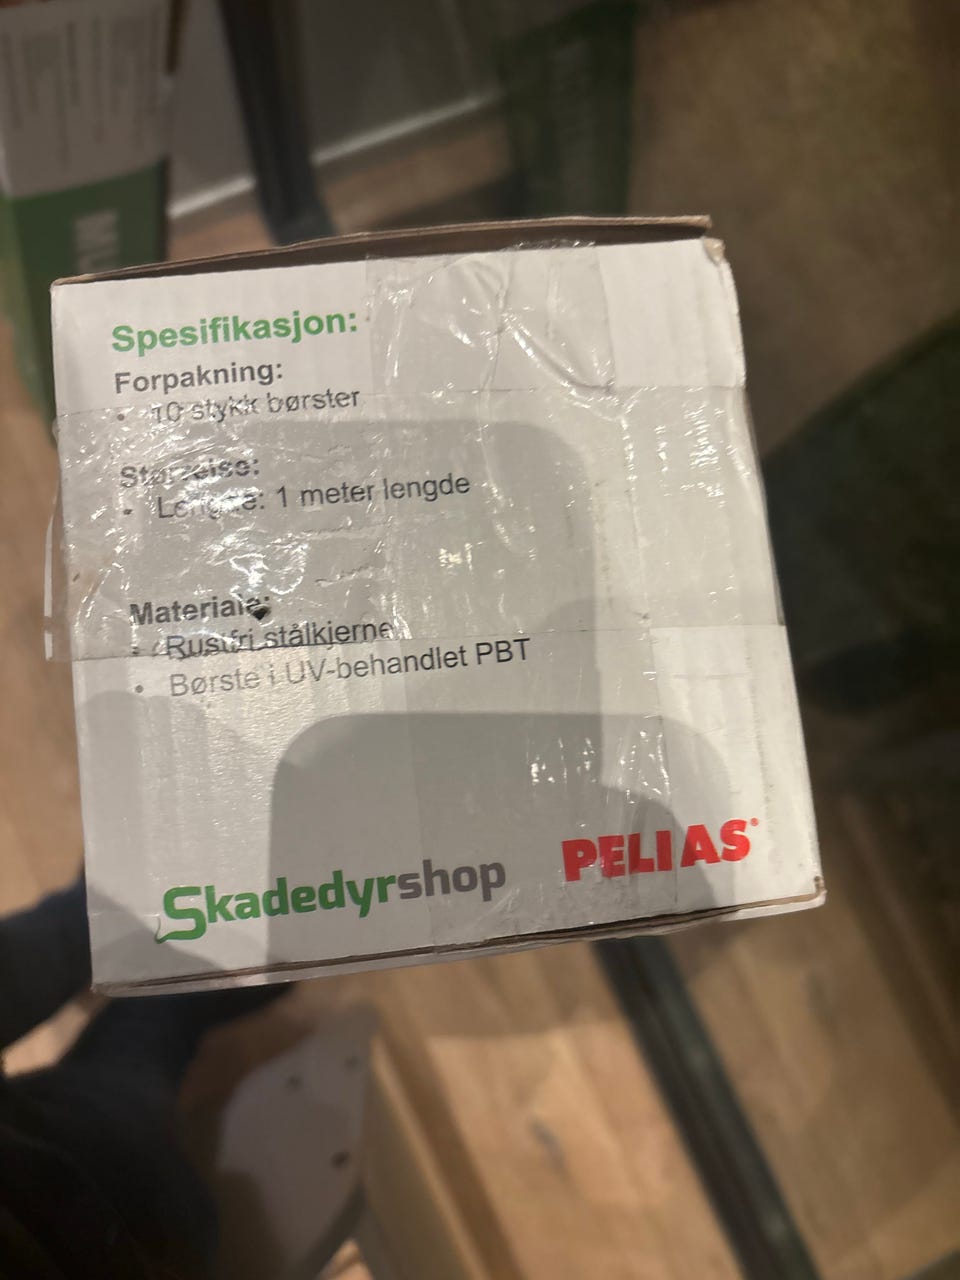 Spesifikasjon:
Forpakning:
• 10 stykk børster
Størrelse:
• Lengde: 1 meter lengde
Materiale:
• Rustfri stålkjerne
• Børste i UV-behandlet PBT
Skadedyrshop
PELIAS®